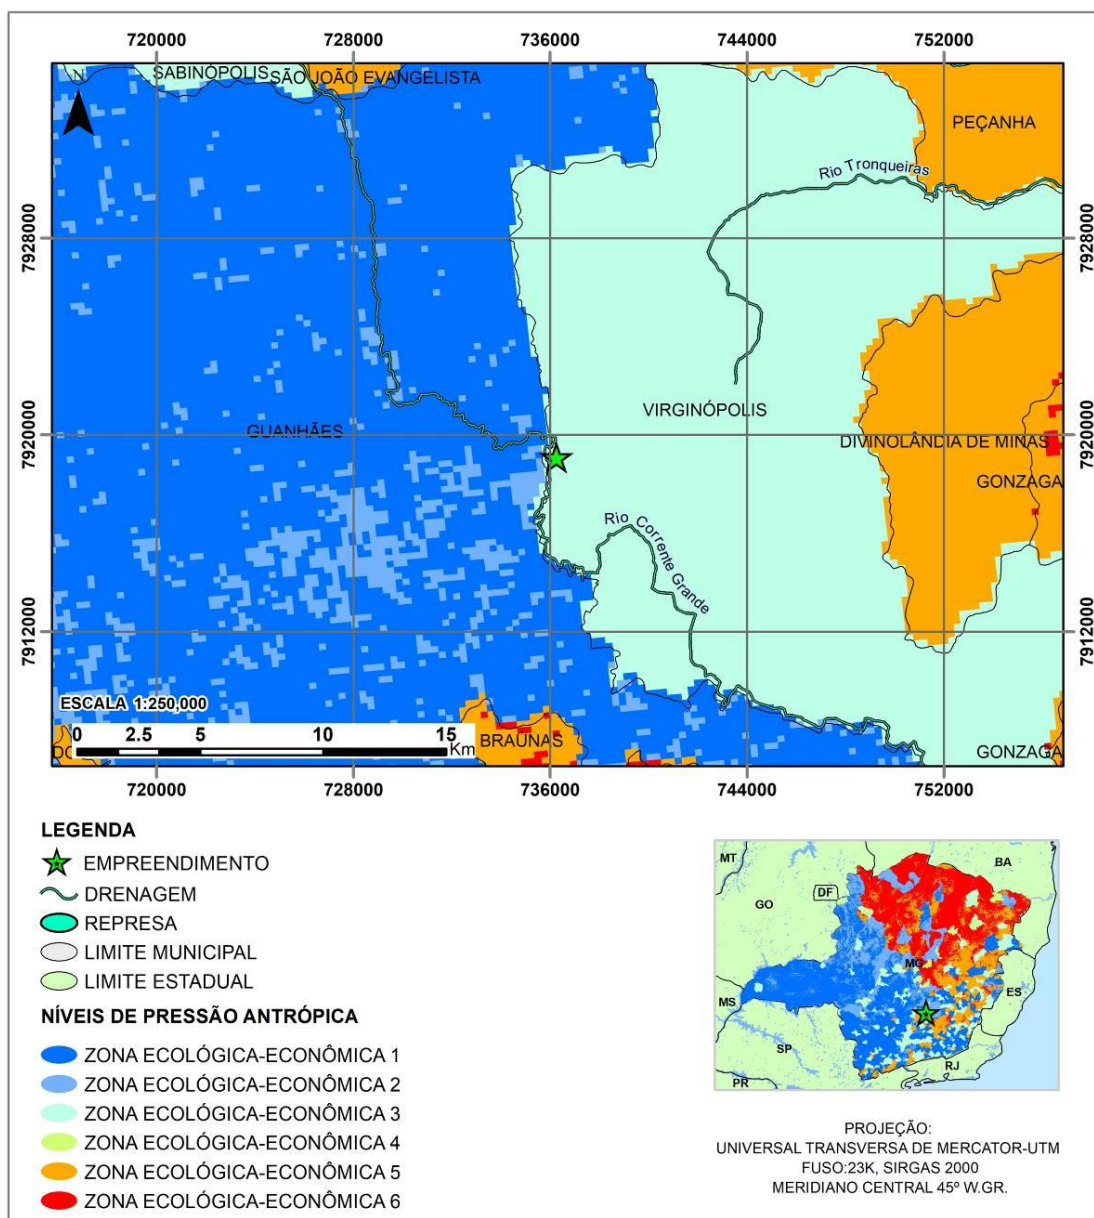 720000 728000 736000 744000 752000
SABINÓPOLIS
SÃO JOÃO EVANGELISTA
N
PEÇANHA
Rio Tronqueiras
7928000 7928000
VIRGINÓPOLIS
GUANHÃES
7920000 7920000
DIVINOLÂNDIA DE MINAS
GONZAGA
Rio Corrente Grande
7912000 7912000
ESCALA 1:250,000
0 2.5 5 10 15
Km
DO
BRAÚNAS
GONZAGA
720000 728000 736000 744000 752000
LEGENDA
EMPREENDIMENTO
DRENAGEM
REPRESA
LIMITE MUNICIPAL
LIMITE ESTADUAL
NÍVEIS DE PRESSÃO ANTRÓPICA
ZONA ECOLÓGICA-ECONÔMICA 1
ZONA ECOLÓGICA-ECONÔMICA 2
ZONA ECOLÓGICA-ECONÔMICA 3
ZONA ECOLÓGICA-ECONÔMICA 4
ZONA ECOLÓGICA-ECONÔMICA 5
ZONA ECOLÓGICA-ECONÔMICA 6
MT
BA
DF
GO
MG
MS
ES
SP
RJ
PR
PROJEÇÃO:
UNIVERSAL TRANSVERSA DE MERCATOR-UTM
FUSO:23K, SIRGAS 2000
MERIDIANO CENTRAL 45º W.GR.